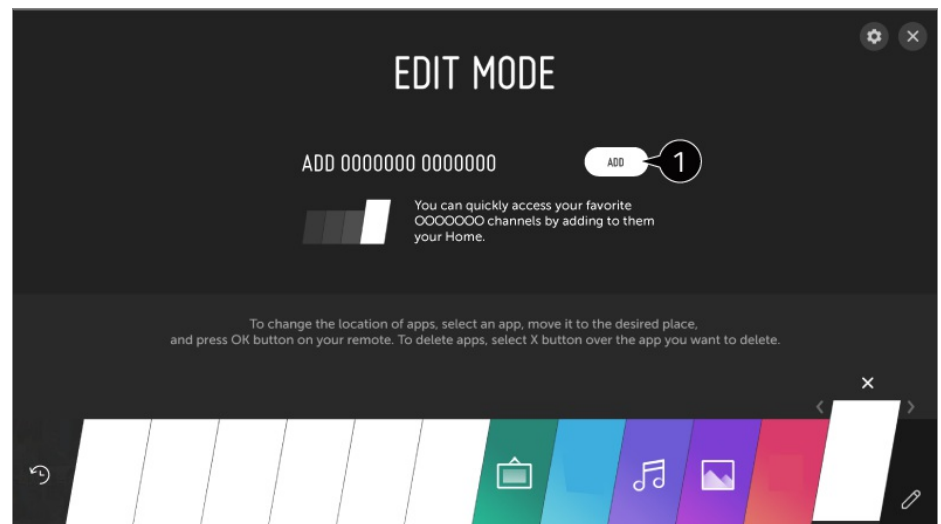 EDIT MODE
ADD OOOOOOO OOOOOOO
ADD
1
You can quickly access your favorite
OOOOOOO channels by adding to them
your Home.
To change the location of apps, select an app, move it to the desired place,
and press OK button on your remote. To delete apps, select X button over the app you want to delete.